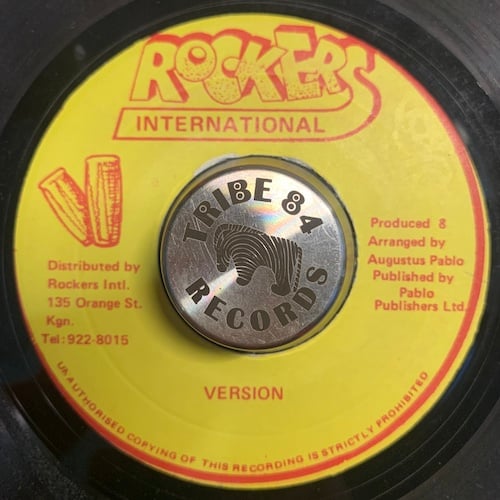 ROCKERS
INTERNATIONAL
TRIBE 84
RECORDS
Distributed by
Rockers Intl.
135 Orange St.
Kgn.
Tel: 922-8015
Produced 8
Arranged by
Augustus Pablo
Published by
Pablo
Publishers Ltd.
VERSION
UNAUTHORISED COPYING OF THIS RECORDING IS STRICTLY PROHIBITED